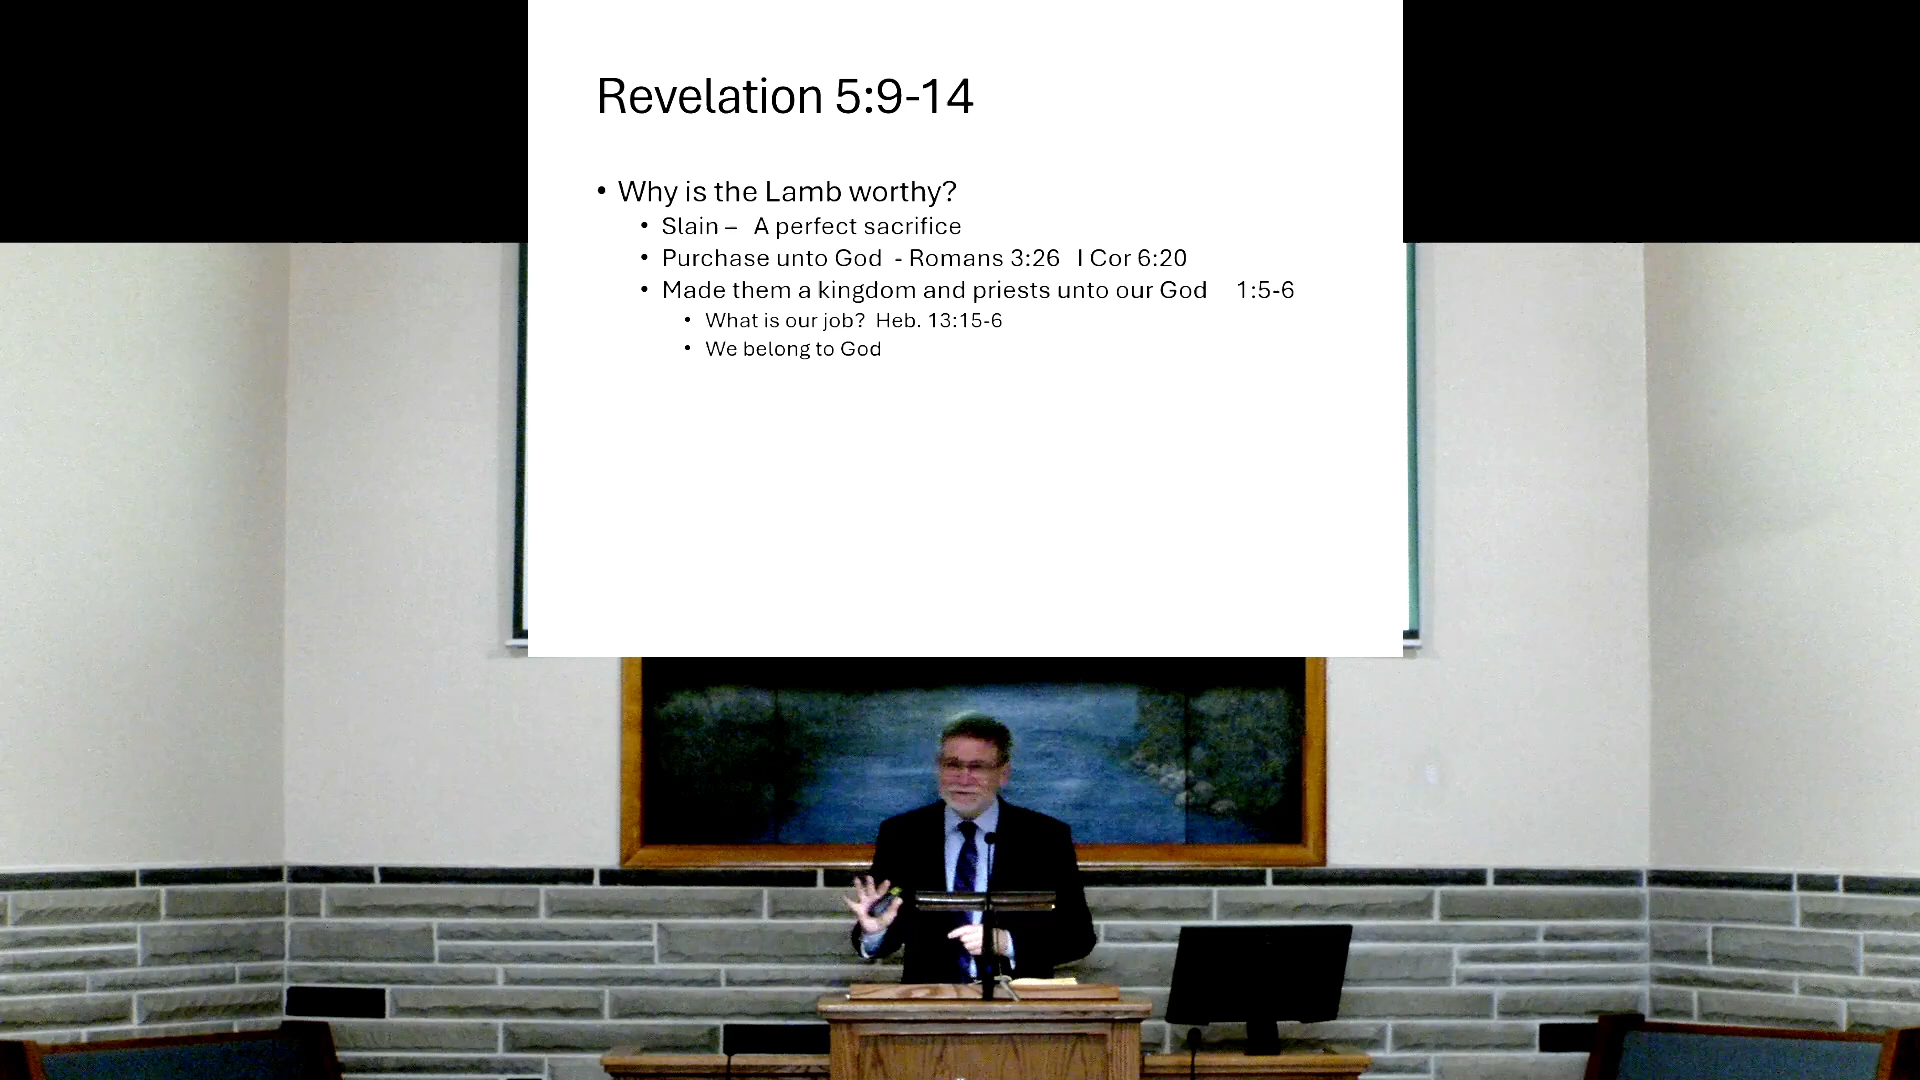 Revelation 5:9-14
• Why is the Lamb worthy?
• Slain – A perfect sacrifice
• Purchase unto God - Romans 3:26 I Cor 6:20
• Made them a kingdom and priests unto our God 1:5-6
• What is our job? Heb. 13:15-6
• We belong to God